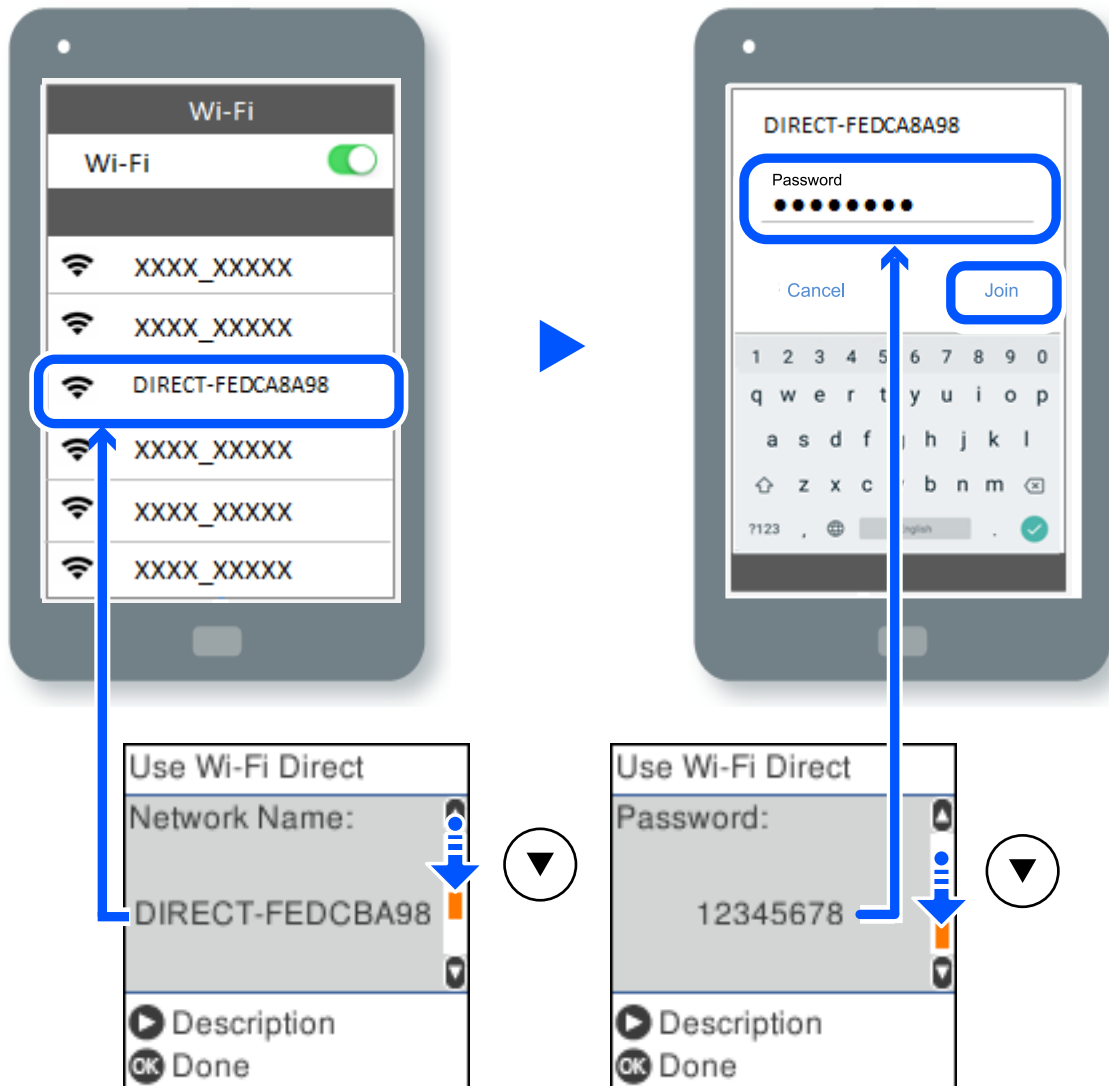 Wi-Fi
Wi-Fi
XXXX_XXXXX
XXXX_XXXXX
DIRECT-FEDCA8A98
XXXX_XXXXX
XXXX_XXXXX
XXXX_XXXXX
DIRECT-FEDCA8A98
Password
●●●●●●●●
Cancel Join
1 2 3 4 5 6 7 8 9 0
q w e r t y u i o p
a s d f h j k l
z x c b n m
?123 , .
Use Wi-Fi Direct
Network Name:
DIRECT-FEDCBA98
Description
OK Done
Use Wi-Fi Direct
Password:
12345678
Description
OK Done